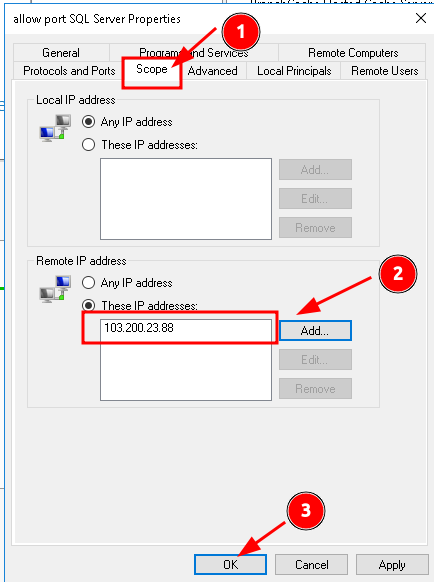 allow port SQL Server Properties
General
Programs and Services
Remote Computers
Protocols and Ports
Scope
Advanced
Local Principals
Remote Users
1
Local IP address
Any IP address
These IP addresses:
Add...
Edit...
Remove
Remote IP address
Any IP address
2
These IP addresses:
103.200.23.88
Add...
Edit...
Remove
3
OK
Cancel
Apply